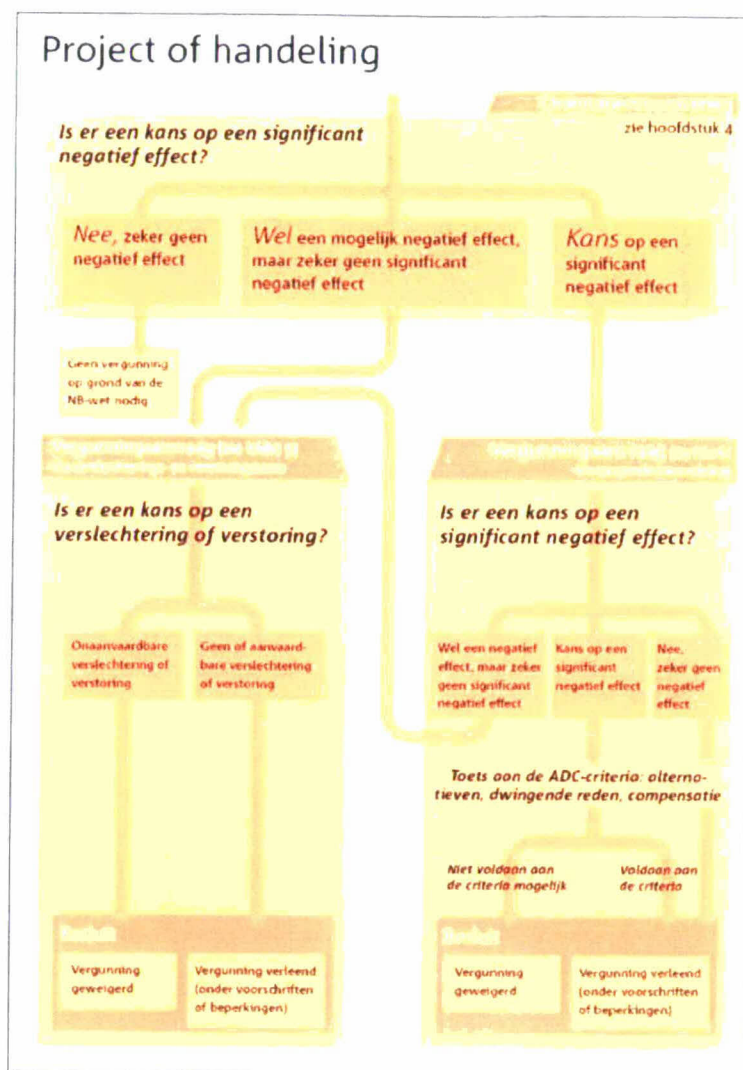 Project of handeling
zie hoofdstuk 4
Is er een kans op een significant
negatief effect?
Nee, zeker geen
negatief effect
Wel een mogelijk negatief effect,
maar zeker geen significant
negatief effect
Kans op een
significant
negatief effect
Geen vergunning
op grond van de
NB-wet nodig
Is er een kans op een
verslechtering of verstoring?
Onaanvaardbare
verslechtering of
verstoring
Geen of aanvaard-
bare verslechtering
of verstoring
Besluit
Vergunning
geweigerd
Vergunning verleend
(onder voorschriften
of beperkingen)
Is er een kans op een
significant negatief effect?
Wel een negatief
effect, maar zeker
geen significant
negatief effect
Kans op een
significant
negatief effect
Nee,
zeker geen
negatief
effect
Toets aan de ADC-criteria: alterna-
tieven, dwingende reden, compensatie
Niet voldaan aan
de criteria mogelijk
Voldaan aan
de criteria
Besluit
Vergunning
geweigerd
Vergunning verleend
(onder voorschriften
of beperkingen)